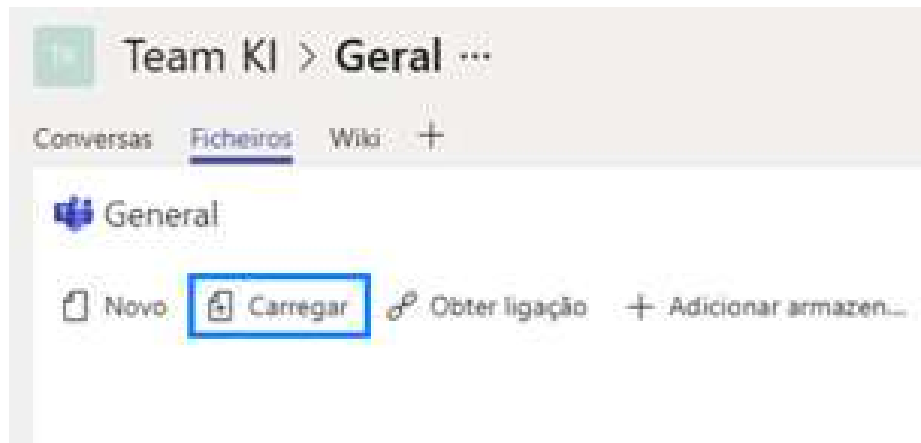 Team KI > Geral ...
Conversas Ficheiros Wiki +
General
Novo Carregar Obter ligação + Adicionar armazen...